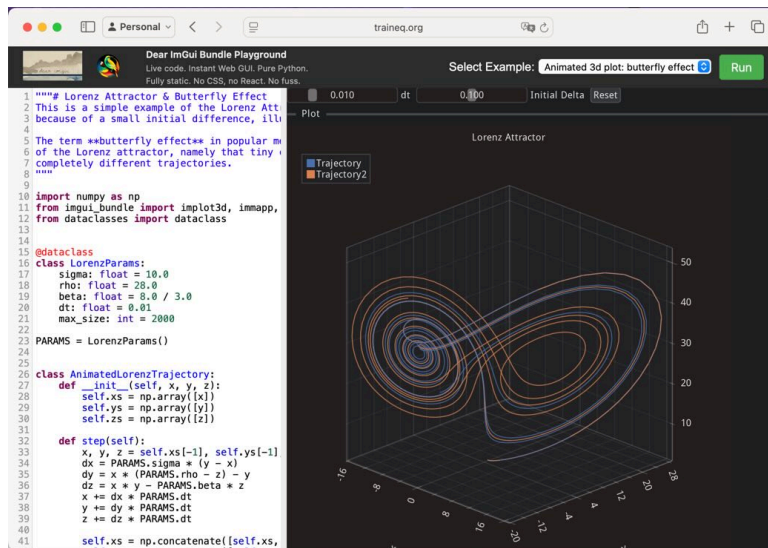 Personal
traineq.org
Dear ImGui Bundle Playground
Live code. Instant Web GUI. Pure Python.
Fully static. No CSS, no React. No fuss.
Select Example:
Animated 3d plot: butterfly effect
Run
1 """# Lorenz Attractor & Butterfly Effect
2 This is a simple example of the Lorenz Att
3 because of a small initial difference, illu
4
5 The term **butterfly effect** in popular me
6 of the Lorenz attractor, namely that tiny c
7 completely different trajectories.
8 """
9
10 import numpy as np
11 from imgui_bundle import implot3d, immapp,
12 from dataclasses import dataclass
13
14
15 @dataclass
16 class LorenzParams:
17     sigma: float = 10.0
18     rho: float = 28.0
19     beta: float = 8.0 / 3.0
20     dt: float = 0.01
21     max_size: int = 2000
22
23 PARAMS = LorenzParams()
24
25
26 class AnimatedLorenzTrajectory:
27     def __init__(self, x, y, z):
28         self.xs = np.array([x])
29         self.ys = np.array([y])
30         self.zs = np.array([z])
31
32     def step(self):
33         x, y, z = self.xs[-1], self.ys[-1]
34         dx = PARAMS.sigma * (y - x)
35         dy = x * (PARAMS.rho - z) - y
36         dz = x * y - PARAMS.beta * z
37         x += dx * PARAMS.dt
38         y += dy * PARAMS.dt
39         z += dz * PARAMS.dt
40
41         self.xs = np.concatenate([self.xs,
0.010 dt 0.100 Initial Delta Reset
Plot
Lorenz Attractor
Trajectory
Trajectory2
50
40
30
20
10
-16
-8
0
8
16
-20
-12
-4
4
12
20
28